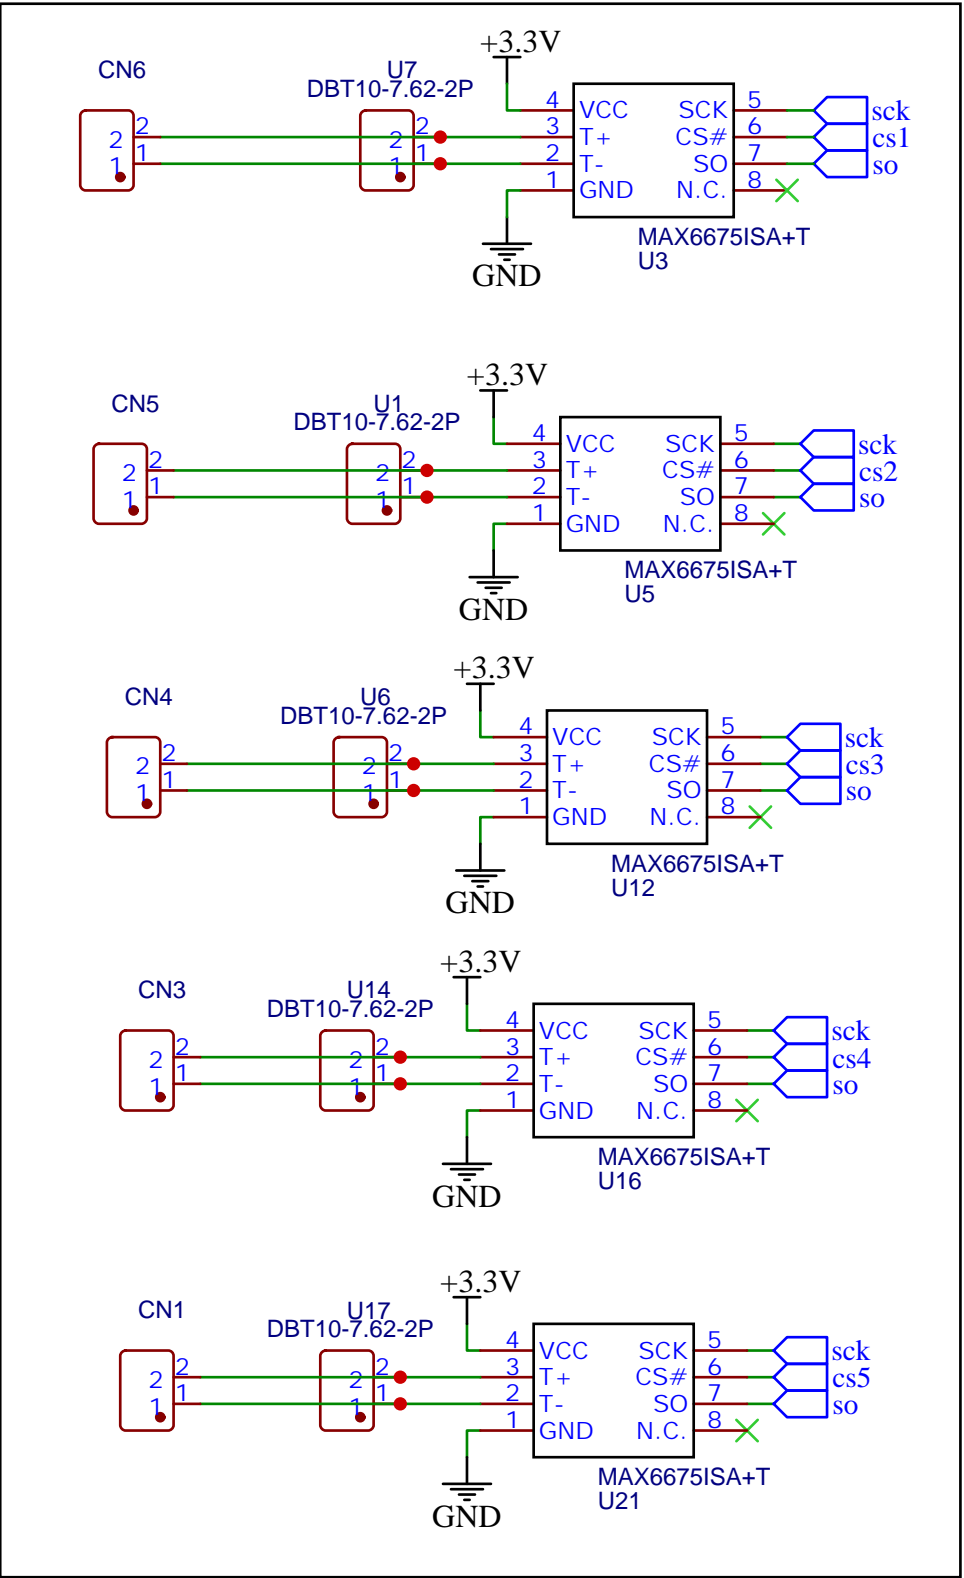 +3.3V
CN6 U7
DBT10-7.62-2P
4 VCC SCK 5 sck
2 2 2 2 3 T+ CS# 6 cs1
1 1 1 1 2 T- SO 7 so
1 GND N.C. 8
MAX6675ISA+T
U3
GND
+3.3V
CN5 U1
DBT10-7.62-2P
4 VCC SCK 5 sck
2 2 2 2 3 T+ CS# 6 cs2
1 1 1 1 2 T- SO 7 so
1 GND N.C. 8
MAX6675ISA+T
U5
GND
+3.3V
CN4 U6
DBT10-7.62-2P
4 VCC SCK 5 sck
2 2 2 2 3 T+ CS# 6 cs3
1 1 1 1 2 T- SO 7 so
1 GND N.C. 8
MAX6675ISA+T
U12
GND
+3.3V
CN3 U14
DBT10-7.62-2P
4 VCC SCK 5 sck
2 2 2 2 3 T+ CS# 6 cs4
1 1 1 1 2 T- SO 7 so
1 GND N.C. 8
MAX6675ISA+T
U16
GND
+3.3V
CN1 U17
DBT10-7.62-2P
4 VCC SCK 5 sck
2 2 2 2 3 T+ CS# 6 cs5
1 1 1 1 2 T- SO 7 so
1 GND N.C. 8
MAX6675ISA+T
U21
GND